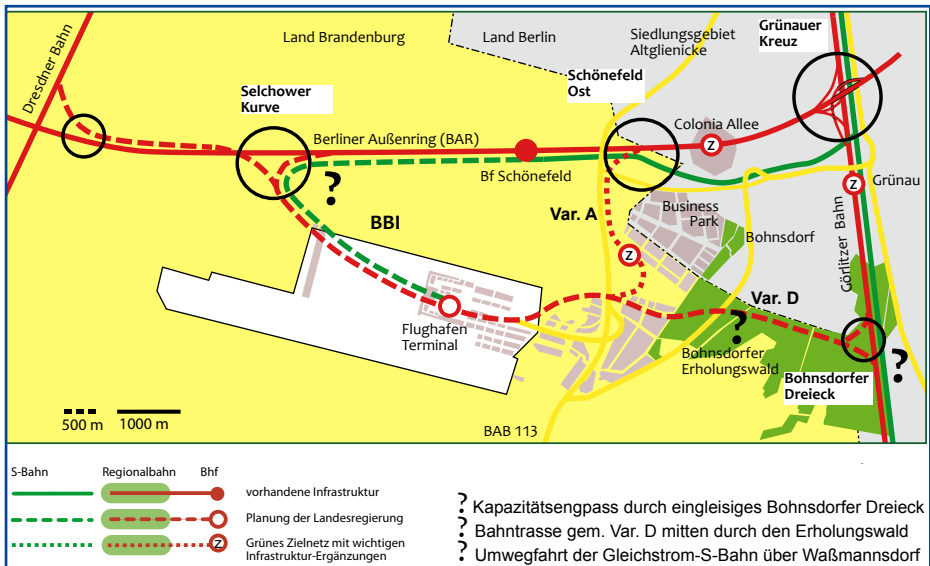 Land Brandenburg
Land Berlin
Siedlungsgebiet
Altglienicke
Grünauer
Kreuz
Dresdner Bahn
Selchower
Kurve
Schönefeld
Ost
Berliner Außenring (BAR)
Colonia Allee
Z
Bf Schönefeld
Z
Grünau
?
BBI
Var. A
Business
Park
Bohnsdorf
Görlitzer Bahn
Z
Var. D
Flughafen
Terminal
?
Bohnsdorfer
Erholungswald
?
Bohnsdorfer
Dreieck
500 m
1000 m
BAB 113
S-Bahn
Regionalbahn
Bhf
vorhandene Infrastruktur
Planung der Landesregierung
Z
Grünes Zielnetz mit wichtigen
Infrastruktur-Ergänzungen
? Kapazitätsengpass durch eingleisiges Bohnsdorfer Dreieck
? Bahntrasse gem. Var. D mitten durch den Erholungswald
? Umwegfahrt der Gleichstrom-S-Bahn über Waßmannsdorf